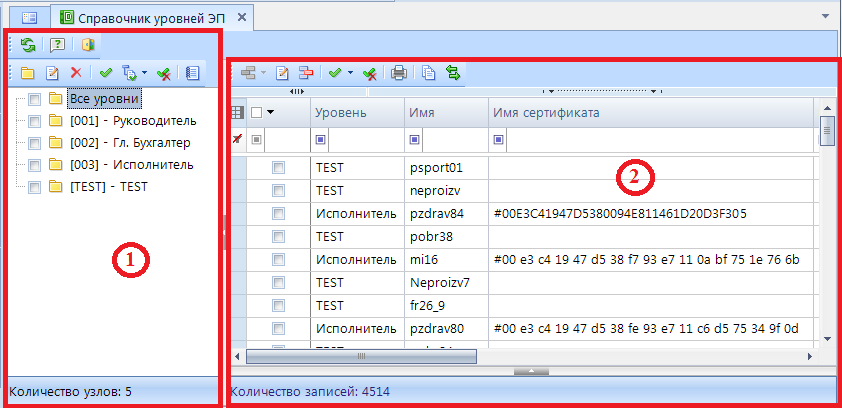 Справочник уровней ЭП
Все уровни
[001] - Руководитель
[002] - Гл. Бухгалтер
[003] - Исполнитель
[TEST] - TEST
1
Количество узлов: 5
Уровень Имя Имя сертификата
TEST psport01
TEST neproizv
2
Исполнитель pzdrav84 #00E3C41947D5380094E811461D20D3F305
TEST pobr38
Исполнитель mi16 #00 e3 c4 19 47 d5 38 f7 93 e7 11 0a bf 75 1e 76 6b
TEST Neproizv7
TEST fr26_9
Исполнитель pzdrav80 #00 e3 c4 19 47 d5 38 fe 93 e7 11 c6 d5 75 34 9f 0d
Количество записей: 4514